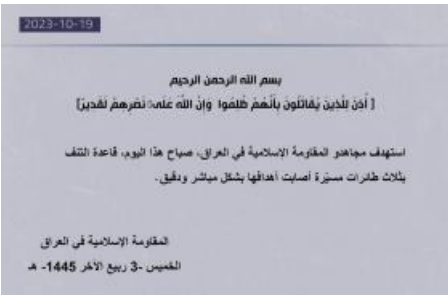 2023-10-19
بسم الله الرحمن الرحيم
[ أُذِنَ لِلَّذِينَ يُقَاتَلُونَ بِأَنَّهُمْ ظُلِمُوا وَإِنَّ اللَّهَ عَلَىٰ نَصْرِهِمْ لَقَدِيرٌ]
استهدف مجاهدو المقاومة الإسلامية في العراق، صباح هذا اليوم، قاعدة التنف
بثلاث طائرات مسيّرة أصابت أهدافها بشكل مباشر ودقيق.
المقاومة الإسلامية في العراق
الخميس -3 ربيع الآخر 1445- هـ